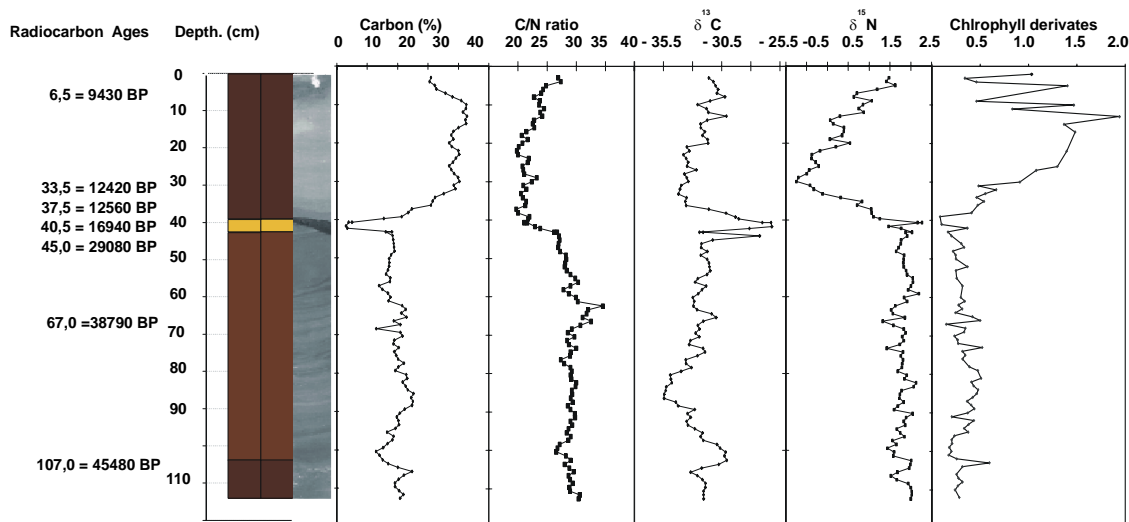 Radiocarbon Ages Depth. (cm) Carbon (%) C/N ratio δ 13 C δ 15 N Chlrophyll derivates
0 10 20 30 40 20 25 30 35 40 -35.5 -30.5 -25.5 -0.5 0.5 1.5 2.5 0.5 1.0 1.5 2.0
0
6,5 = 9430 BP
10
20
30
33,5 = 12420 BP
37,5 = 12560 BP
40
40,5 = 16940 BP
45,0 = 29080 BP
50
60
67,0 =38790 BP
70
80
90
107,0 = 45480 BP
110